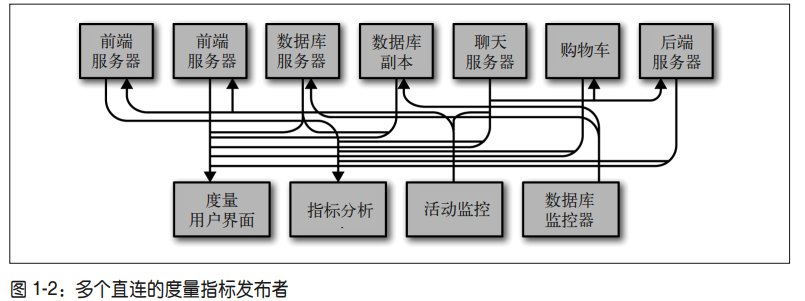 前端
服务器
前端
服务器
数据库
服务器
数据库
副本
聊天
服务器
购物车
后端
服务器
度量
用户界面
指标分析
活动监控
数据库
监控器
图 1-2：多个直连的度量指标发布者